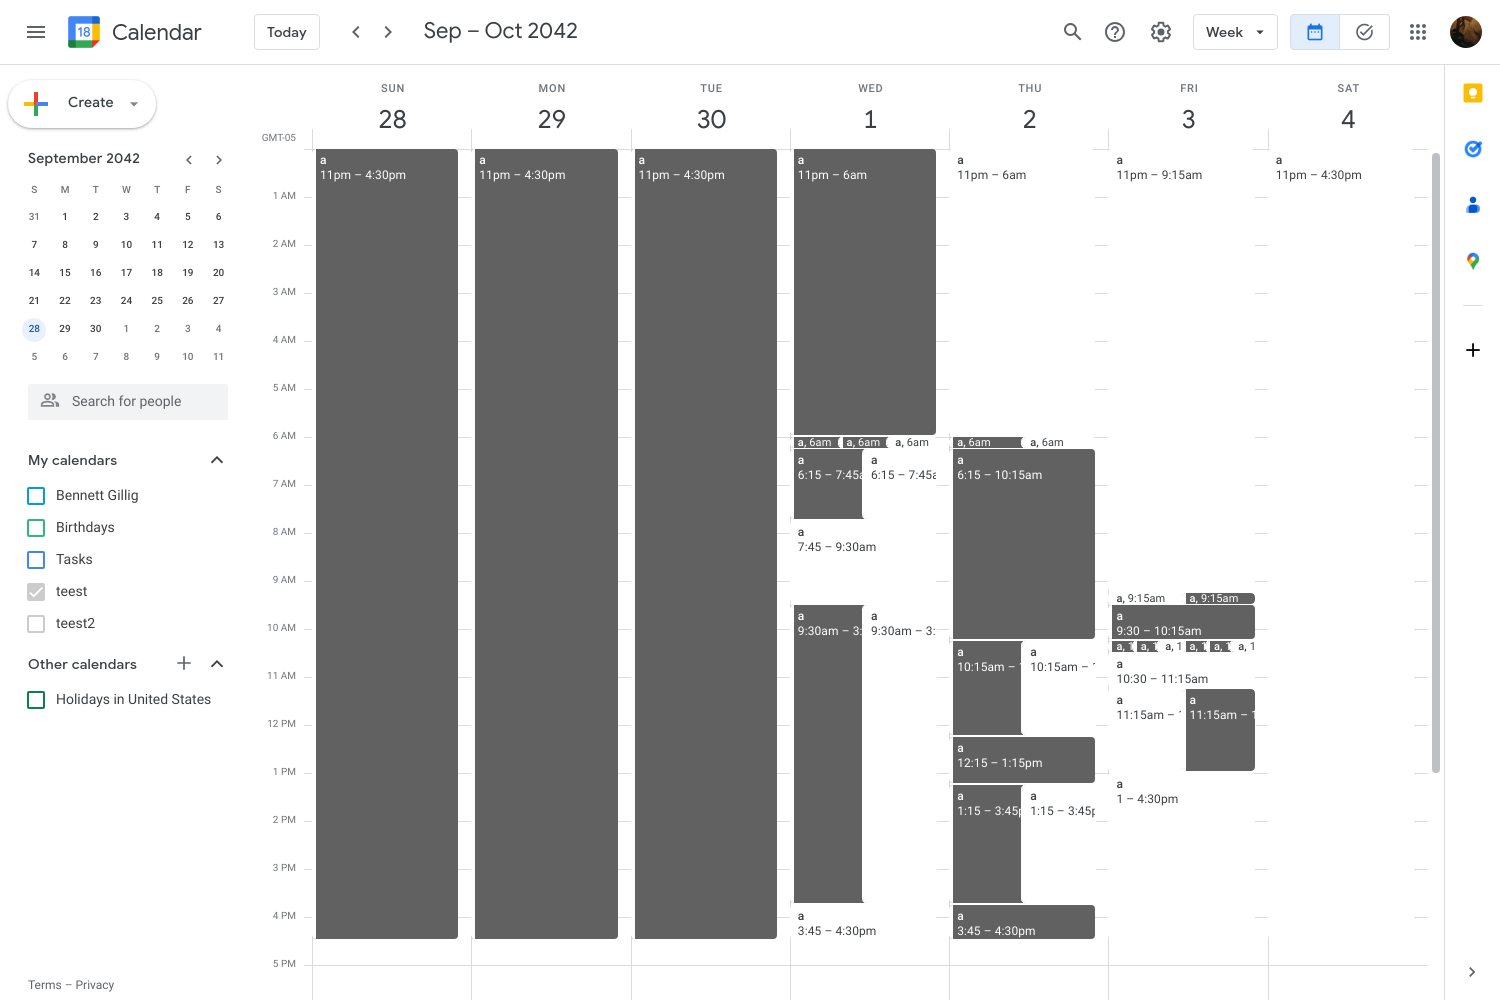 18 Calendar Today Sep – Oct 2042 Week
Create
September 2042
S M T W T F S
31 1 2 3 4 5 6
7 8 9 10 11 12 13
14 15 16 17 18 19 20
21 22 23 24 25 26 27
28 29 30 1 2 3 4
5 6 7 8 9 10 11
Search for people
My calendars
Bennett Gillig
Birthdays
Tasks
teest
teest2
Other calendars
Holidays in United States
Terms – Privacy
SUN MON TUE WED THU FRI SAT
28 29 30 1 2 3 4
GMT-05
1 AM
2 AM
3 AM
4 AM
5 AM
6 AM
7 AM
8 AM
9 AM
10 AM
11 AM
12 PM
1 PM
2 PM
3 PM
4 PM
5 PM
a
11pm – 4:30pm
a
11pm – 4:30pm
a
11pm – 4:30pm
a
11pm – 6am
a, 6am
a, 6am
a, 6am
a
6:15 – 7:45a
a
6:15 – 7:45a
a
7:45 – 9:30am
a
9:30am – 3:
a
9:30am – 3:
a
3:45 – 4:30pm
a
11pm – 6am
a, 6am
a, 6am
a
6:15 – 10:15am
a
10:15am –
a
10:15am –
a
12:15 – 1:15pm
a
1:15 – 3:45p
a
1:15 – 3:45p
a
3:45 – 4:30pm
a
11pm – 9:15am
a, 9:15am
a, 9:15am
a
9:30 – 10:15am
a, 1
a, 1
a, 1
a, 1
a, 1
a, 1
a
10:30 – 11:15am
a
11:15am –
a
11:15am – 1
a
1 – 4:30pm
a
11pm – 4:30pm